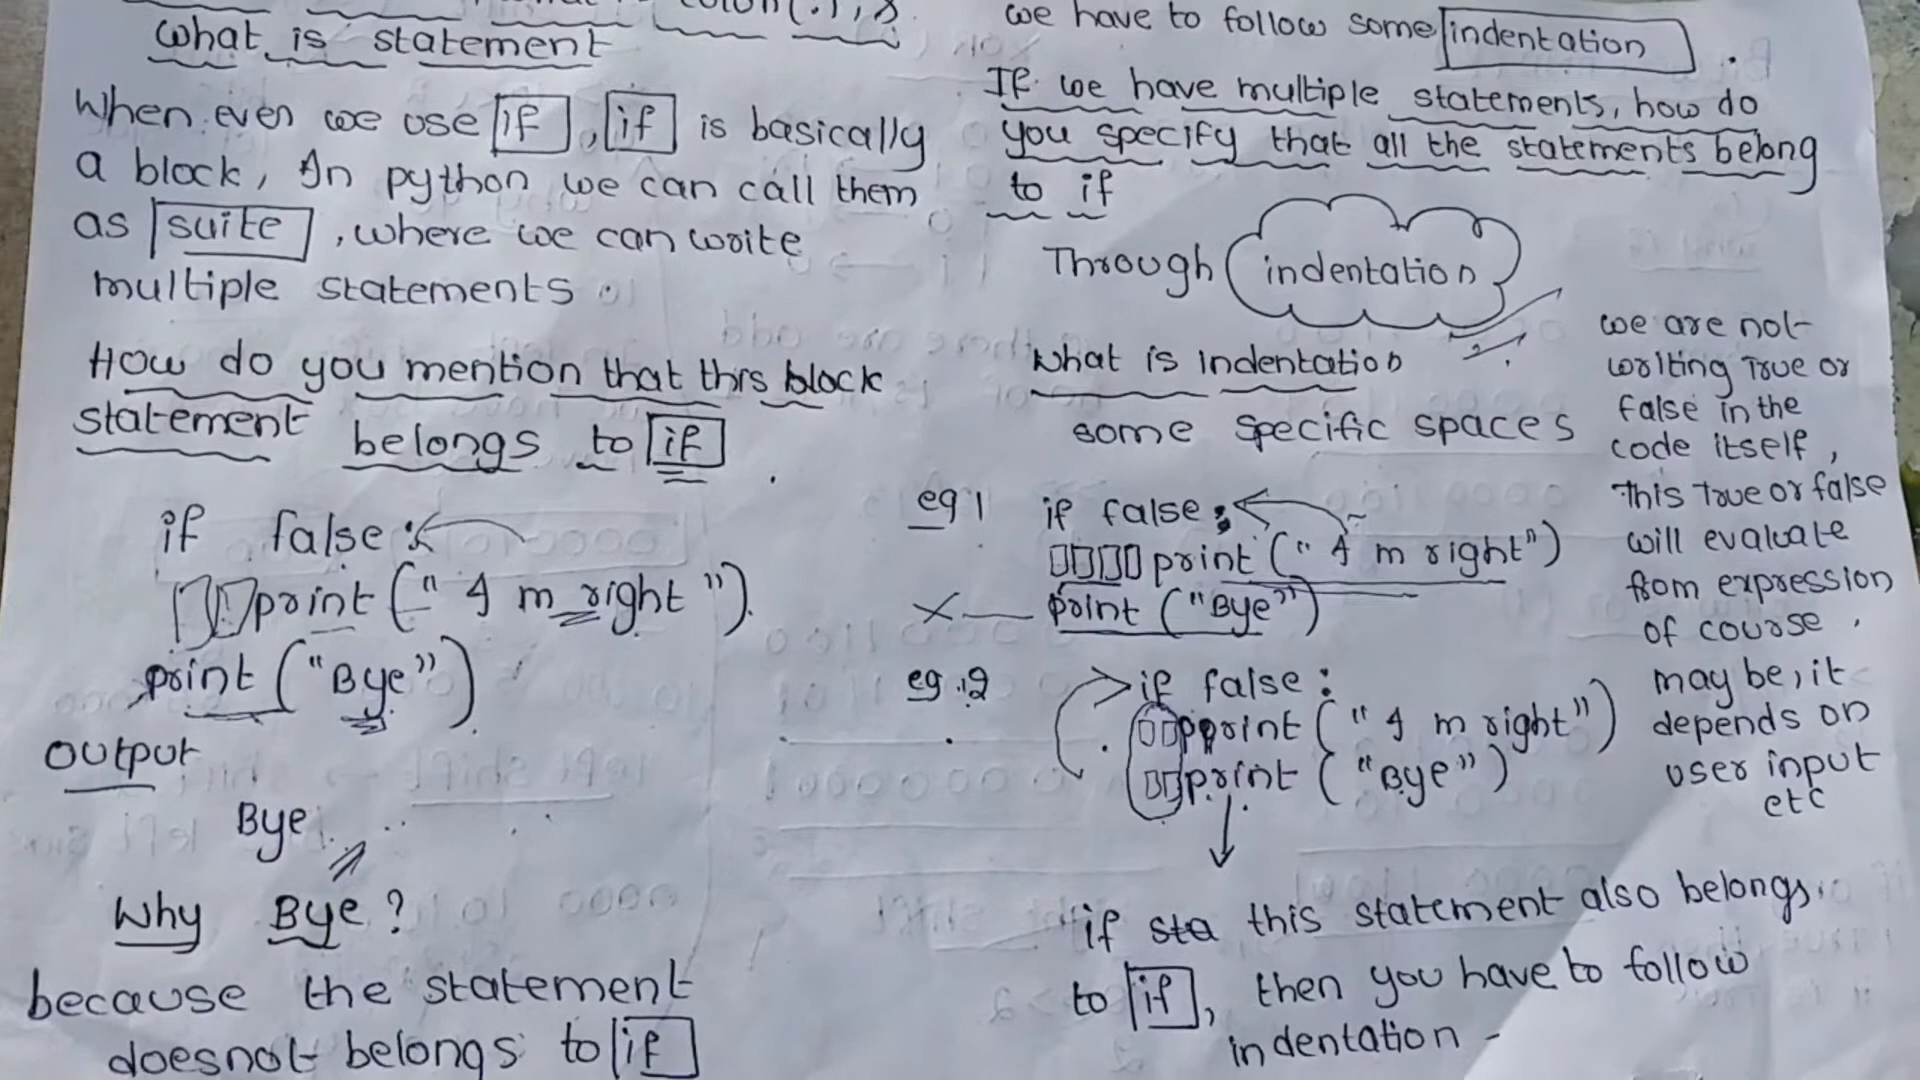 colon(:), &
what is statement
When even we use if, if is basically
a block, In python we can call them
as suite, where we can write
multiple statements.
How do you mention that this block
statement belongs to if.
if false:
print (" I m right ").
print ("Bye")
output
Bye.
Why Bye?
because the statement
doesnot belongs to if
we have to follow some indentation.
If we have multiple statements, how do
you specify that all the statements belong
to if
Through indentation
What is indentation
some specific spaces
eg 1 if false:
print (" I m right")
X print ("Bye")
eg.2 if false:
pprint (" I m right")
print ("Bye")
if sta this statement also belongs
to if, then you have to follow
indentation -
we are not
writing True or
false in the
code itself,
This True or false
will evaluate
from expression
of course.
may be, it
depends on
user input
etc